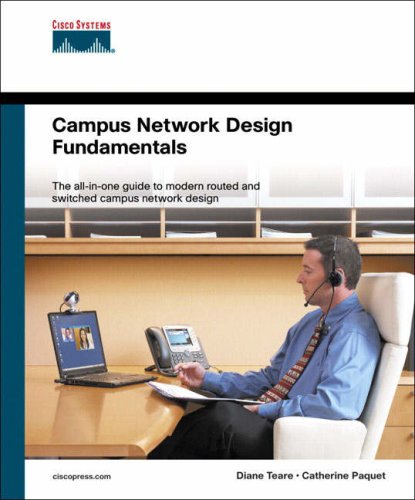 CISCO SYSTEMS
Campus Network Design
Fundamentals
The all-in-one guide to modern routed and
switched campus network design
ciscopress.com
Diane Teare • Catherine Paquet